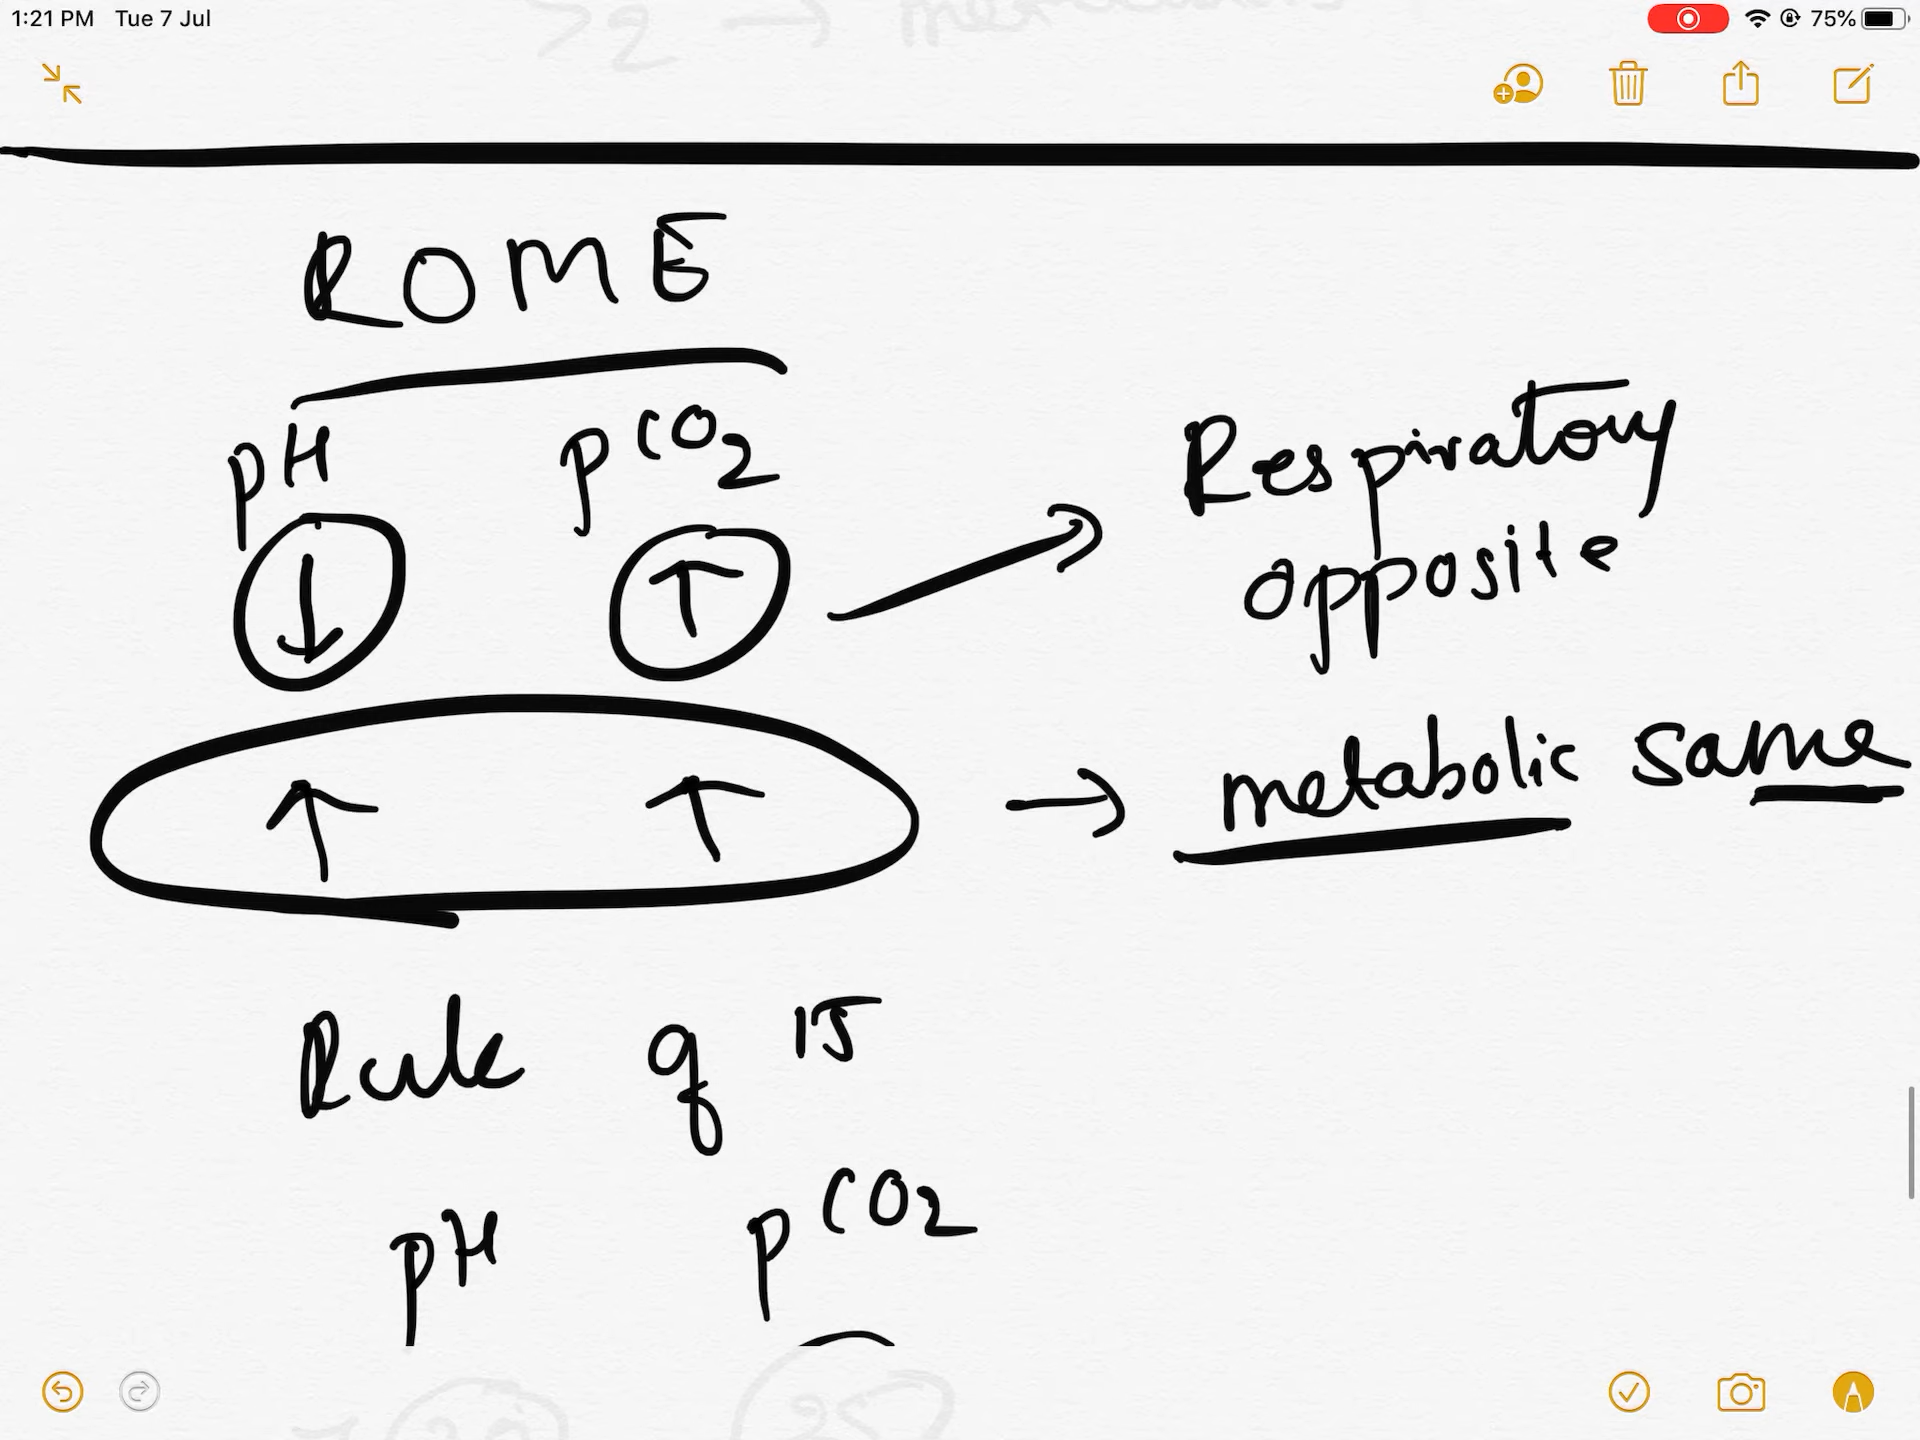 1:21 PM Tue 7 Jul 75%
>2 →
ROME
pH pCO2
↓ ↑ → Respiratory
opposite
↑ ↑ → metabolic same
Rule of 15
pH pCO2